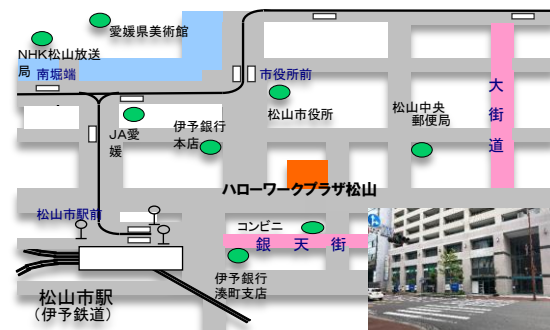 愛媛県美術館
NHK松山放送
局
南堀端
市役所前
大街道
松山市役所
松山中央
郵便局
JA愛
媛
伊予銀行
本店
ハローワークプラザ松山
松山市駅前
コンビニ
銀天街
伊予銀行
湊町支店
松山市駅
(伊予鉄道)